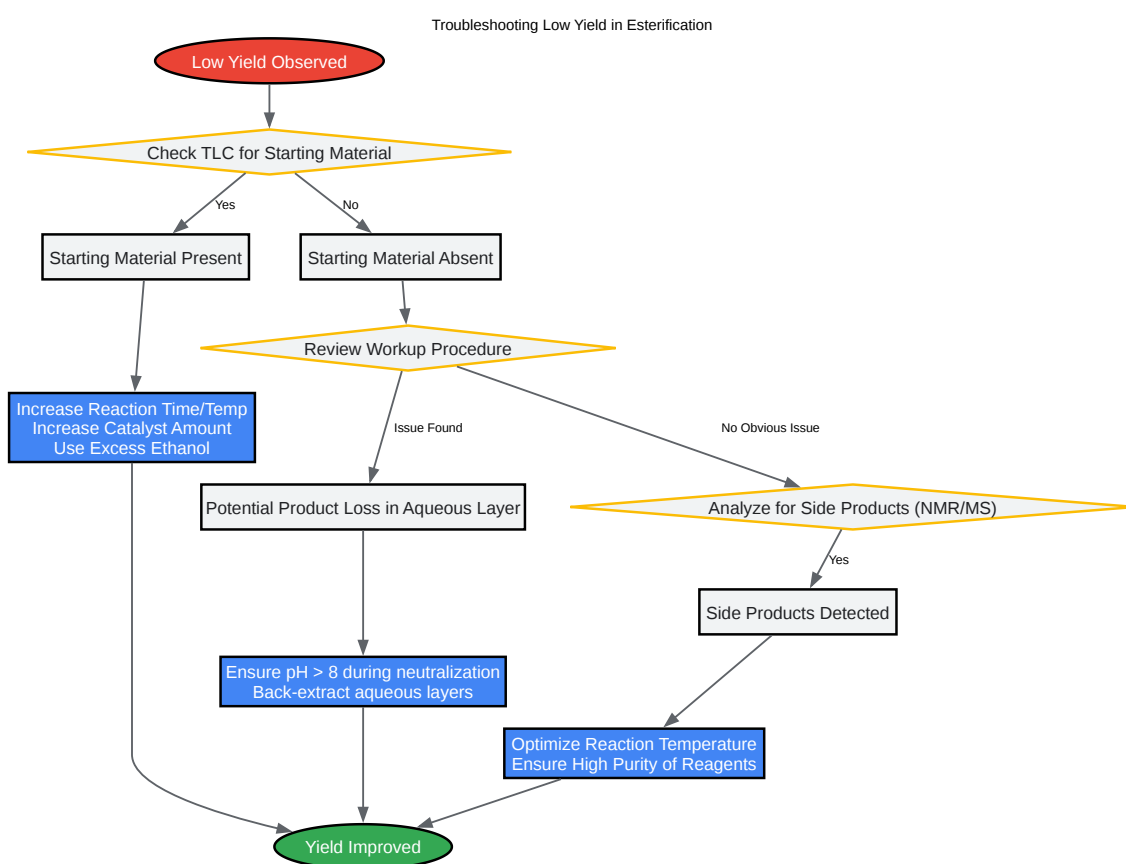 Troubleshooting Low Yield in Esterification
Low Yield Observed
Check TLC for Starting Material
Yes
No
Starting Material Present
Starting Material Absent
Review Workup Procedure
Increase Reaction Time/Temp
Increase Catalyst Amount
Use Excess Ethanol
Issue Found
No Obvious Issue
Potential Product Loss in Aqueous Layer
Analyze for Side Products (NMR/MS)
Yes
Side Products Detected
Ensure pH > 8 during neutralization
Back-extract aqueous layers
Optimize Reaction Temperature
Ensure High Purity of Reagents
Yield Improved